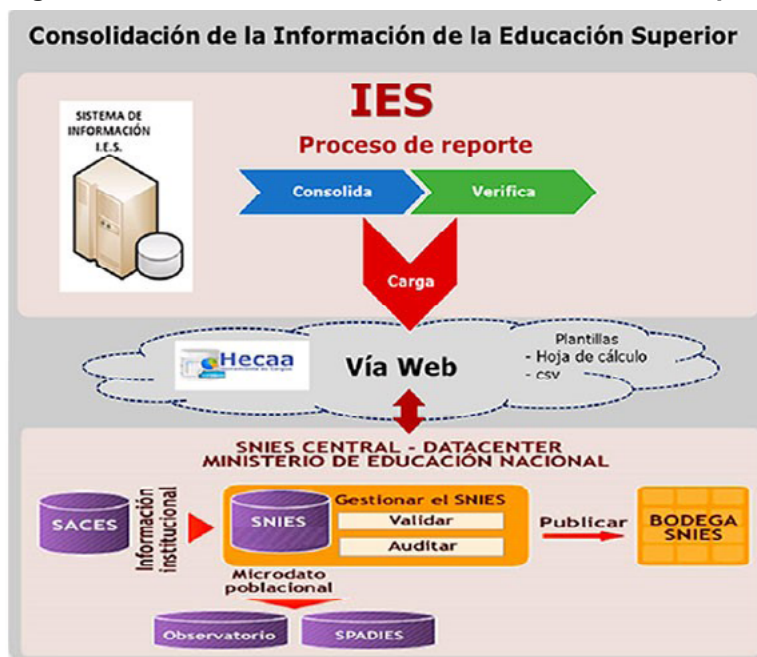 Consolidación de la Información de la Educación Superior
IES
SISTEMA DE
INFORMACIÓN
I.E.S.
Proceso de reporte
Consolida
Verifica
Carga
Hecaa
Vía Web
Plantillas
- Hoja de cálculo
- csv
SNIES CENTRAL - DATACENTER
MINISTERIO DE EDUCACIÓN NACIONAL
SACES
Información
institucional
SNIES
Gestionar el SNIES
Validar
Auditar
Publicar
BODEGA
SNIES
Microdato
poblacional
Observatorio
SPADIES